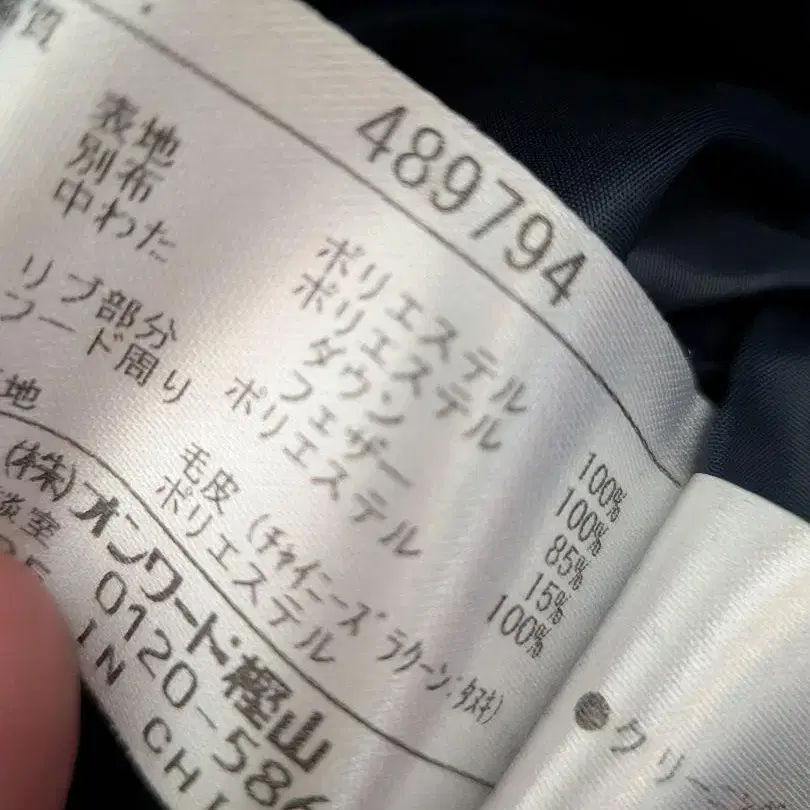 489794
表地 ポリエステル 100%
別布 ポリエステル 100%
中わた ダウン 85%
フェザー 15%
リブ部分 ポリエステル 100%
フード周り 毛皮(チャイニーズ ラクーン:タヌキ)
地 ポリエステル
(株)オンワード・樫山
談室 0120-586
IN CHI
クリー